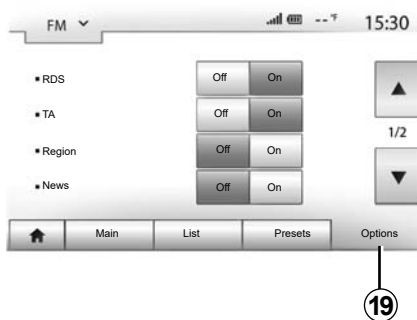 FM -- °F 15:30
RDS Off On
TA Off On
1/2
Region Off On
News Off On
Main List Presets Options
19